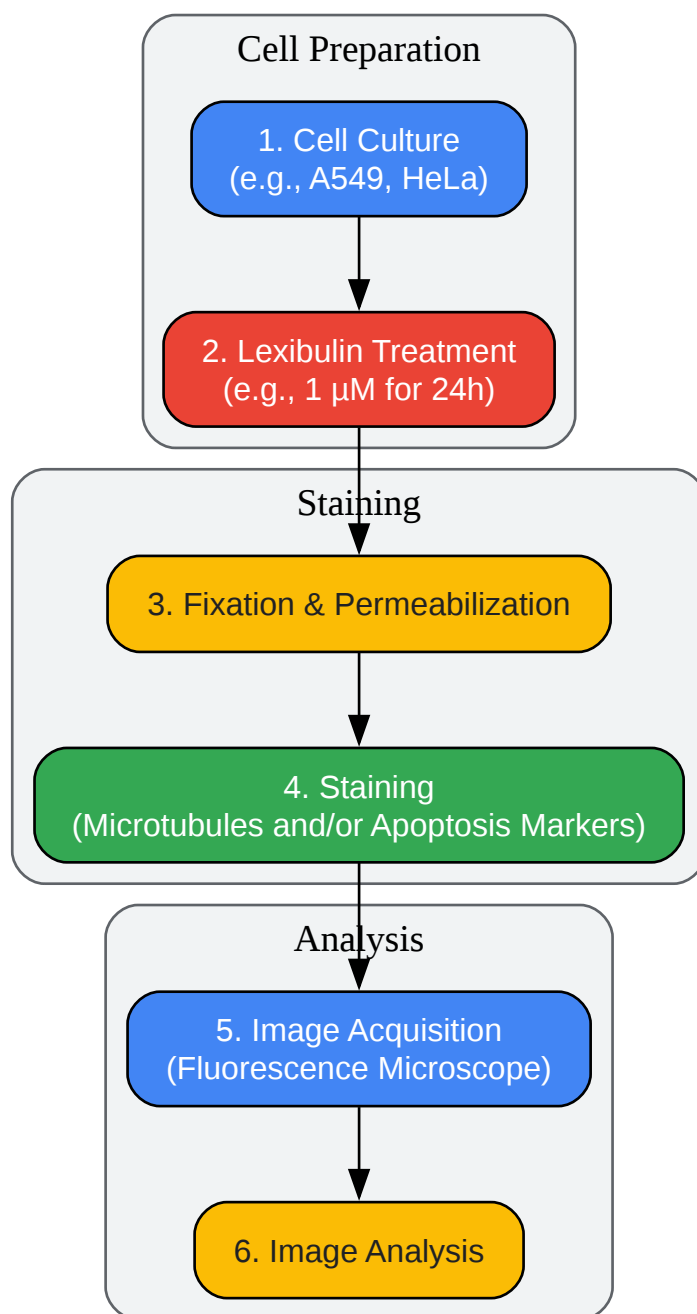 Cell Preparation
1. Cell Culture
(e.g., A549, HeLa)
2. Lexibulin Treatment
(e.g., 1 µM for 24h)
Staining
3. Fixation & Permeabilization
4. Staining
(Microtubules and/or Apoptosis Markers)
Analysis
5. Image Acquisition
(Fluorescence Microscope)
6. Image Analysis